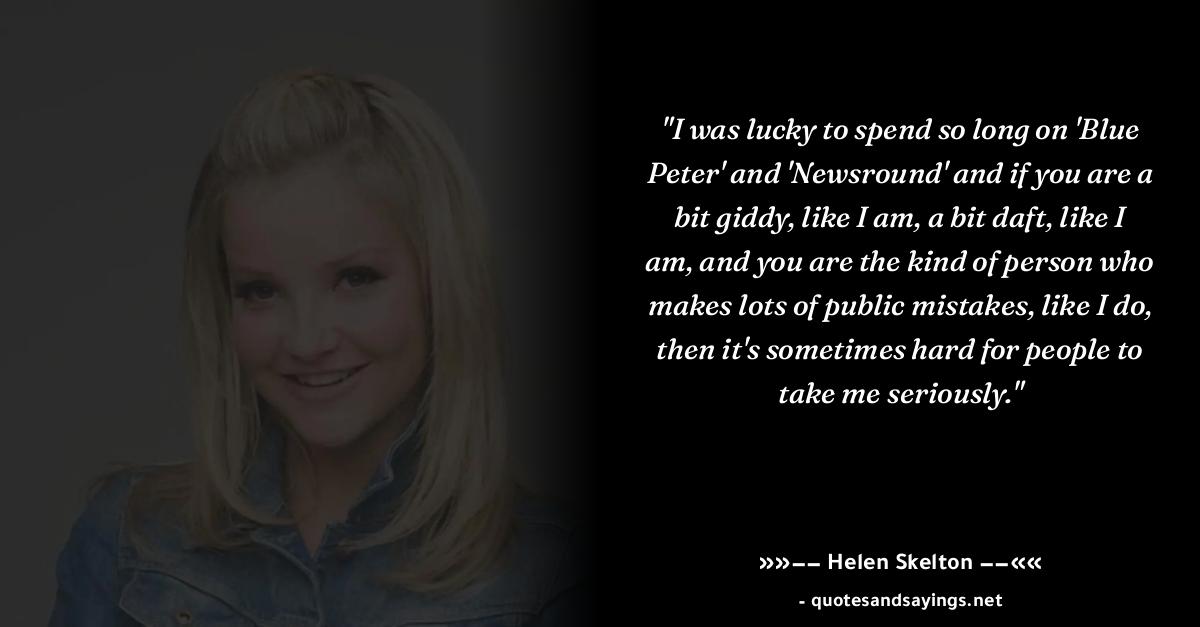 "I was lucky to spend so long on 'Blue
Peter' and 'Newsround' and if you are a
bit giddy, like I am, a bit daft, like I
am, and you are the kind of person who
makes lots of public mistakes, like I do,
then it's sometimes hard for people to
take me seriously."
»»—— Helen Skelton ——««
- quotesandsayings.net